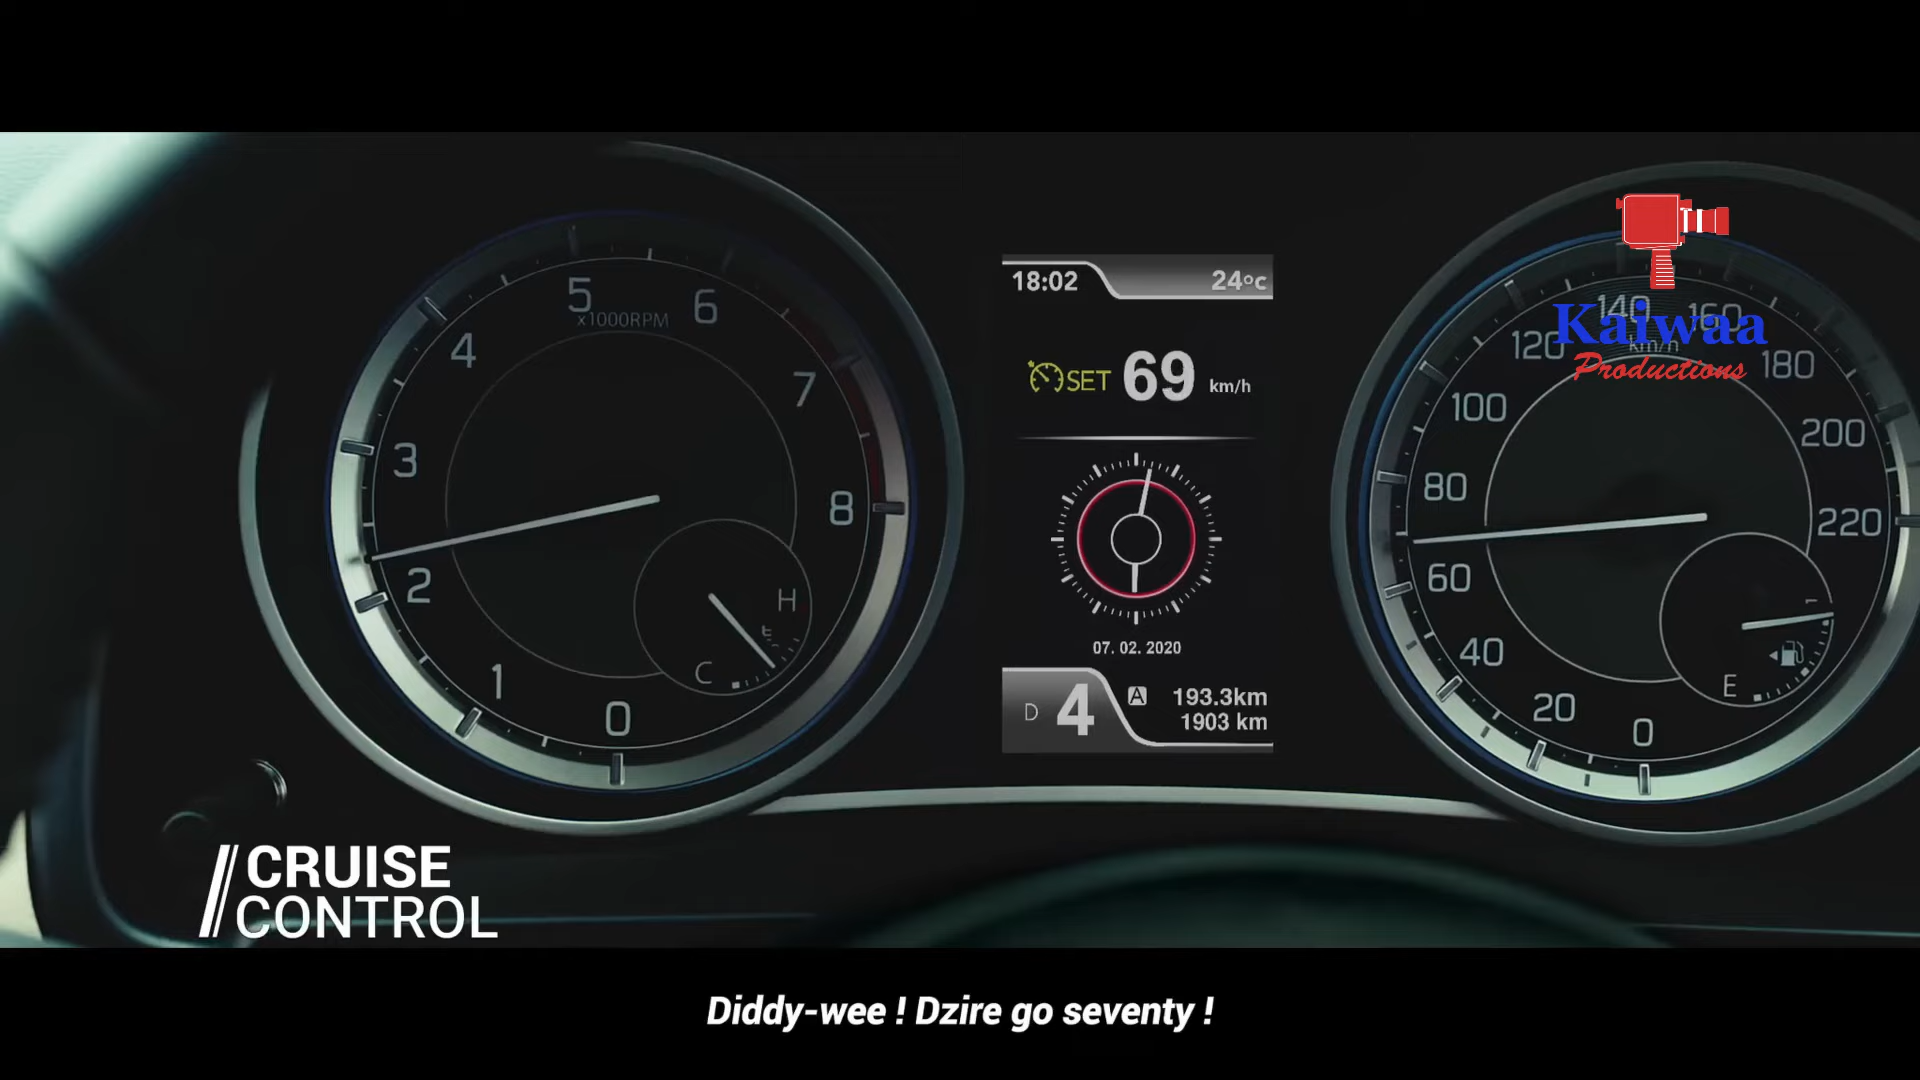 5
x1000RPM
6
4
7
3
8
2
H
C
1
0
18:02
24°C
SET 69 km/h
07. 02. 2020
D 4 A 193.3km
1903 km
Kaiwaa
Productions
140
160
120
km/h
180
100
200
80
220
60
40
E
20
0
CRUISE
CONTROL
Diddy-wee ! Dzire go seventy !